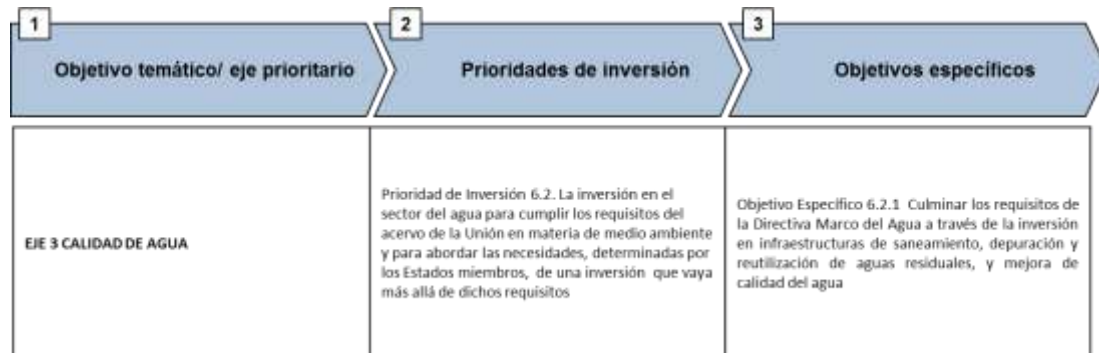 1
Objetivo temático/ eje prioritario
2
Prioridades de inversión
3
Objetivos específicos
EJE 3 CALIDAD DE AGUA
Prioridad de Inversión 6.2. La inversión en el
sector del agua para cumplir los requisitos del
acervo de la Unión en materia de medio ambiente
y para abordar las necesidades, determinadas por
los Estados miembros, de una inversión que vaya
más allá de dichos requisitos
Objetivo Específico 6.2.1 Culminar los requisitos de
la Directiva Marco del Agua a través de la inversión
en infraestructuras de saneamiento, depuración y
reutilización de aguas residuales, y mejora de
calidad del agua